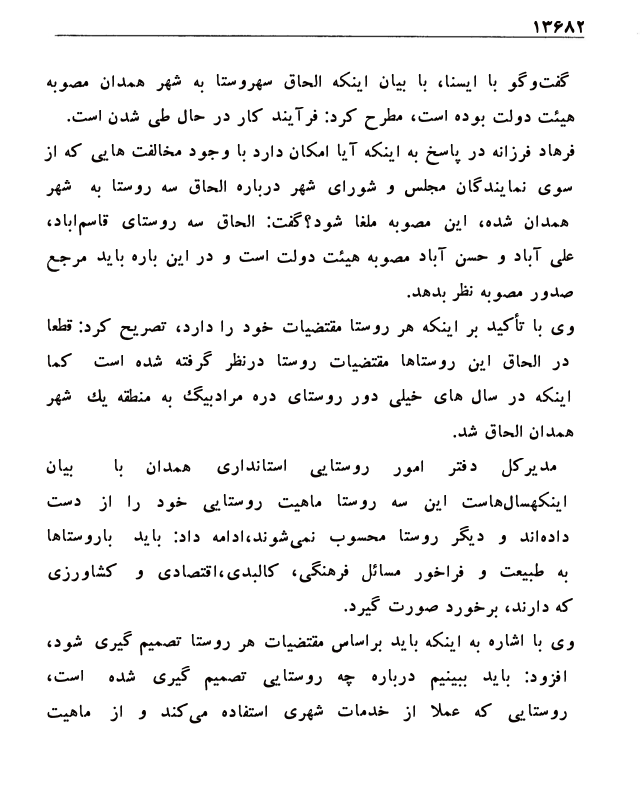 ۱۳۶۸۲
گفت‌وگو با ایسنا، با بیان اینکه الحاق سهروستا به شهر همدان مصوبه
هیئت دولت بوده است، مطرح کرد: فرآیند کار در حال طی شدن است.
فرهاد فرزانه در پاسخ به اینکه آیا امکان دارد با وجود مخالفت هایی که از
سوی نمایندگان مجلس و شورای شهر درباره الحاق سه روستا به شهر
همدان شده، این مصوبه ملغا شود؟گفت: الحاق سه روستای قاسم‌اباد،
علی آباد و حسن آباد مصوبه هیئت دولت است و در این باره باید مرجع
صدور مصوبه نظر بدهد.
وی با تأکید بر اینکه هر روستا مقتضیات خود را دارد، تصریح کرد: قطعا
در الحاق این روستاها مقتضیات روستا درنظر گرفته شده است کما
اینکه در سال های خیلی دور روستای دره مرادبیگ به منطقه یك شهر
همدان الحاق شد.
مدیرکل دفتر امور روستایی استانداری همدان با بیان
اینکهسال‌هاست این سه روستا ماهیت روستایی خود را از دست
داده‌اند و دیگر روستا محسوب نمی‌شوند،ادامه داد: باید باروستاها
به طبیعت و فراخور مسائل فرهنگی، کالبدی،اقتصادی و کشاورزی
که دارند، برخورد صورت گیرد.
وی با اشاره به اینکه باید براساس مقتضیات هر روستا تصمیم گیری شود،
افزود: باید ببینیم درباره چه روستایی تصمیم گیری شده است،
روستایی که عملا از خدمات شهری استفاده می‌کند و از ماهیت